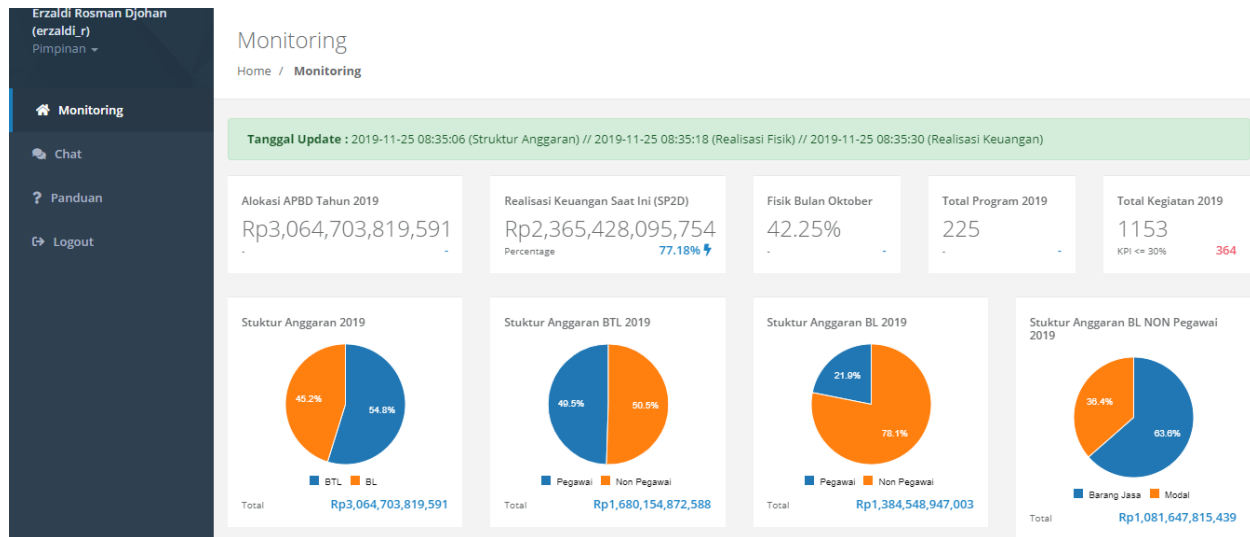 Erzaldi Rosman Djohan
(erzaldi_r)
Pimpinan
Monitoring
Chat
Panduan
Logout
Monitoring
Home / Monitoring
Tanggal Update : 2019-11-25 08:35:06 (Struktur Anggaran) // 2019-11-25 08:35:18 (Realisasi Fisik) // 2019-11-25 08:35:30 (Realisasi Keuangan)
Alokasi APBD Tahun 2019
Rp3,064,703,819,591
- -
Realisasi Keuangan Saat Ini (SP2D)
Rp2,365,428,095,754
Percentage 77.18%
Fisik Bulan Oktober
42.25%
- -
Total Program 2019
225
- -
Total Kegiatan 2019
1153
KPI <= 30% 364
Stuktur Anggaran 2019
45.2%
54.8%
BTL BL
Total Rp3,064,703,819,591
Stuktur Anggaran BTL 2019
49.5% 50.5%
Pegawai Non Pegawai
Total Rp1,680,154,872,588
Stuktur Anggaran BL 2019
21.9%
78.1%
Pegawai Non Pegawai
Total Rp1,384,548,947,003
Stuktur Anggaran BL NON Pegawai
2019
36.4%
63.6%
Barang Jasa Modal
Total Rp1,081,647,815,439